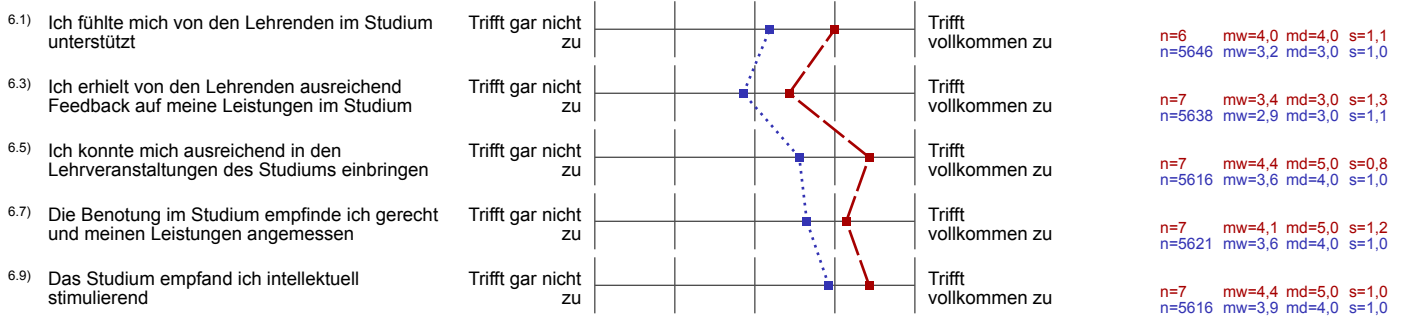 6.1) Ich fühlte mich von den Lehrenden im Studium
unterstützt
Trifft gar nicht
zu
Trifft
vollkommen zu
n=6 mw=4,0 md=4,0 s=1,1
n=5646 mw=3,2 md=3,0 s=1,0
6.3) Ich erhielt von den Lehrenden ausreichend
Feedback auf meine Leistungen im Studium
Trifft gar nicht
zu
Trifft
vollkommen zu
n=7 mw=3,4 md=3,0 s=1,3
n=5638 mw=2,9 md=3,0 s=1,1
6.5) Ich konnte mich ausreichend in den
Lehrveranstaltungen des Studiums einbringen
Trifft gar nicht
zu
Trifft
vollkommen zu
n=7 mw=4,4 md=5,0 s=0,8
n=5616 mw=3,6 md=4,0 s=1,0
6.7) Die Benotung im Studium empfinde ich gerecht
und meinen Leistungen angemessen
Trifft gar nicht
zu
Trifft
vollkommen zu
n=7 mw=4,1 md=5,0 s=1,2
n=5621 mw=3,6 md=4,0 s=1,0
6.9) Das Studium empfand ich intellektuell
stimulierend
Trifft gar nicht
zu
Trifft
vollkommen zu
n=7 mw=4,4 md=5,0 s=1,0
n=5616 mw=3,9 md=4,0 s=1,0